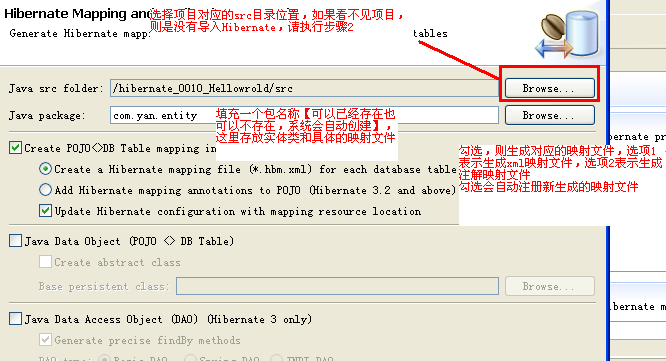 Hibernate Mapping an
选择项目对应的src目录位置，如果看不见项目，
则是没有导入Hibernate，请执行步骤2
Generate Hibernate map
tables
Java src folder: /hibernate_0010_Hellowrold/src Browse...
Java package: com.yan.entity Browse...
填充一个包名称【可以已经存在也
可以不存在，系统会自动创建】，
这里存放实体类和具体的映射文件
Create POJO<>DB Table mapping in
Create a Hibernate mapping file (*.hbm.xml) for each database table
Add Hibernate mapping annotations to POJO (Hibernate 3.2 and above)
Update Hibernate configuration with mapping resource location
勾选，则生成对应的映射文件，选项1
表示生成xml映射文件，选项2表示生成
注解映射文件
勾选会自动注册新生成的映射文件
Java Data Object (POJO <> DB Table)
Create abstract class
Base persistent class: Browse...
Java Data Access Object (DAO) (Hibernate 3 only)
Generate precise findBy methods
ibernate pr
ibernate m